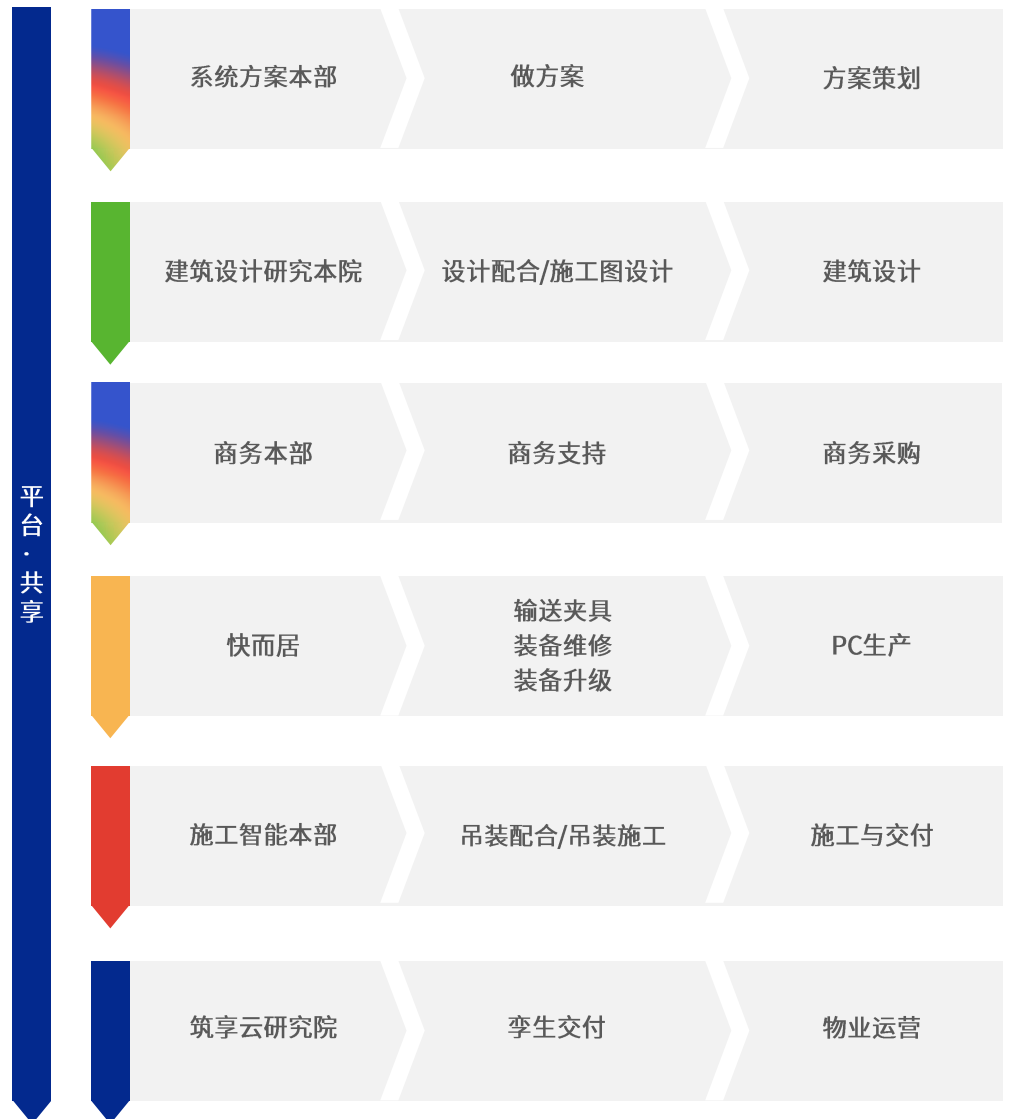 平台·共享
系统方案本部
做方案
方案策划
建筑设计研究本院
设计配合/施工图设计
建筑设计
商务本部
商务支持
商务采购
快而居
输送夹具
装备维修
装备升级
PC生产
施工智能本部
吊装配合/吊装施工
施工与交付
筑享云研究院
孪生交付
物业运营